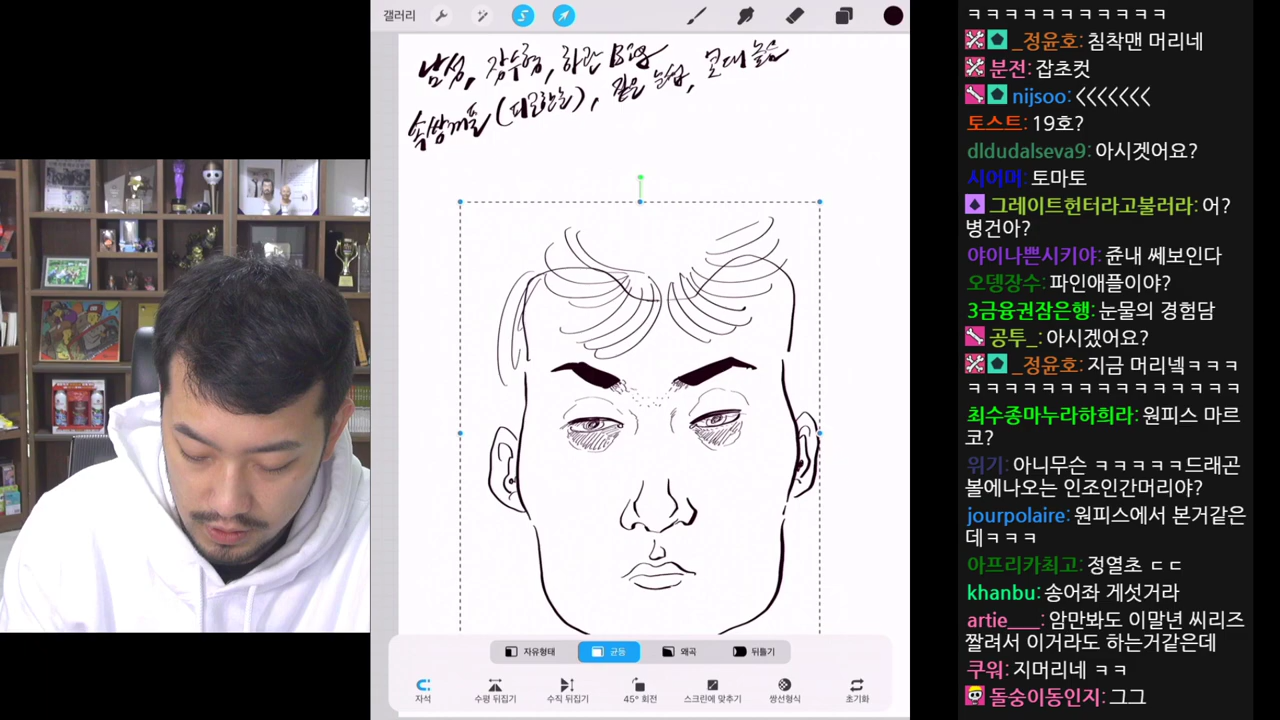 갤러리
남성, 장수형, 하관 Big, 콧대 높음
속쌍꺼풀 (피곤한눈), 짙은 눈썹,
자유형태 균등 왜곡 뒤틀기
자석 수평 뒤집기 수직 뒤집기 45° 회전 스크린에 맞추기 쌍선형식 초기화
ㅋㅋㅋㅋㅋㅋㅋㅋㅋㅋㅋ
_정윤호: 침착맨 머리네
분전: 잡초컷
nijsoo: <<<<<<<
토스트: 19호?
dldudalseva9: 아시겟어요?
시어머: 토마토
그레이트헌터라고불러라: 어?
병건아?
야이나쁜시키야: 쥰내 쎄보인다
오뎅장수: 파인애플이야?
3금융권잠은행: 눈물의 경험담
공투_: 아시겠어요?
_정윤호: 지금 머리넼ㅋㅋㅋ
ㅋㅋㅋㅋㅋㅋㅋㅋㅋㅋㅋㅋㅋㅋㅋ
최수종마누라하희라: 원피스 마르
코?
위기: 아니무슨 ㅋㅋㅋㅋㅋ드래곤
볼에나오는 인조인간머리야?
jourpolaire: 원피스에서 본거같은
데ㅋㅋㅋ
아프리카최고: 정열초 ㄷㄷ
khanbu: 송어좌 게섯거라
artie___: 암만봐도 이말년 씨리즈
짤려서 이거라도 하는거같은데
쿠워: 지머리네 ㅋㅋ
돌숭이동인지: 그그